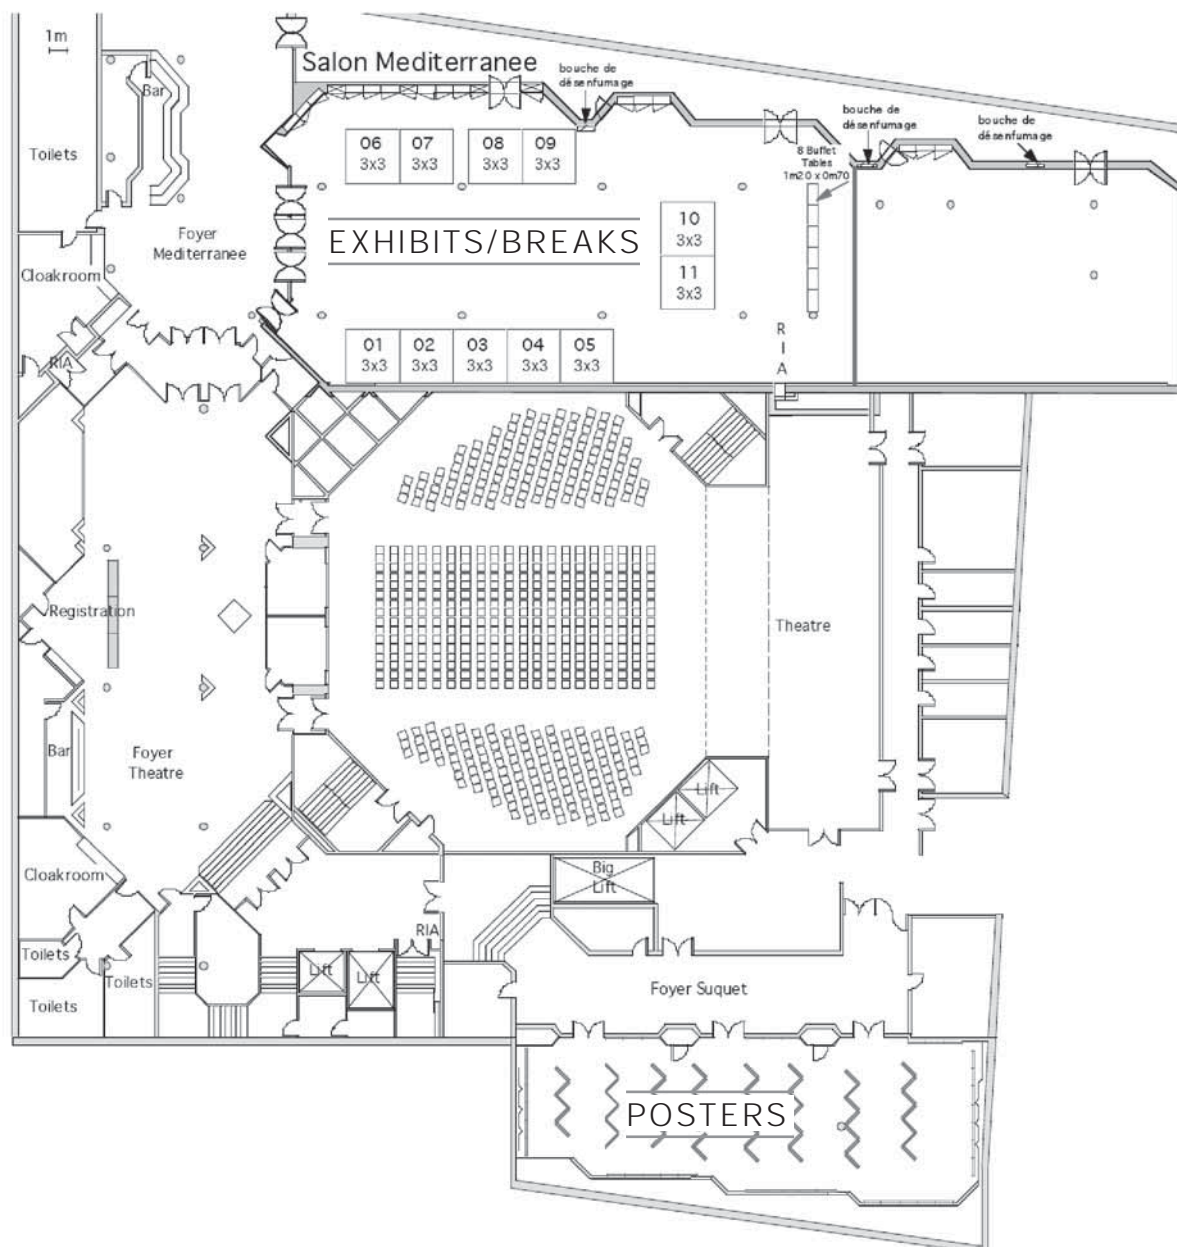 1m
Salon Mediterranee
bouche de
désenfumage
Bar
bouche de
désenfumage
bouche de
désenfumage
Toilets
06
3x3
07
3x3
08
3x3
09
3x3
8 Buffet
Tables
1m20 x 0m70
Foyer
Mediterranee
EXHIBITS/BREAKS
10
3x3
11
3x3
Cloakroom
RIA
01
3x3
02
3x3
03
3x3
04
3x3
05
3x3
R
I
A
Registration
Theatre
Bar
Foyer
Theatre
Lift
Lift
Cloakroom
Big
Lift
RIA
Toilets
Toilets
Toilets
Lift
Lift
Foyer Suquet
POSTERS